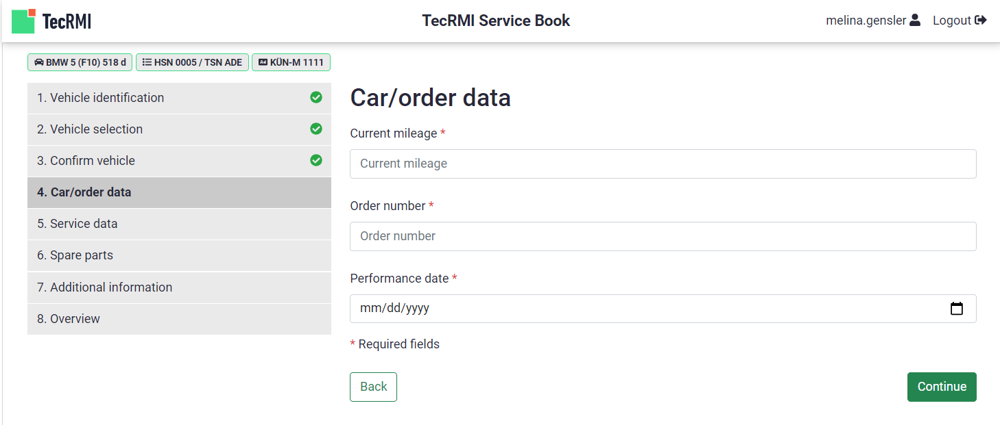 TecRMI
TecRMI Service Book
melina.gensler
Logout
BMW 5 (F10) 518 d
HSN 0005 / TSN ADE
Ad KÜN-M 1111
1. Vehicle identification
2. Vehicle selection
3. Confirm vehicle
4. Car/order data
5. Service data
6. Spare parts
7. Additional information
8. Overview
Car/order data
Current mileage *
Current mileage
Order number *
Order number
Performance date *
mm/dd/yyyy
* Required fields
Back
Continue